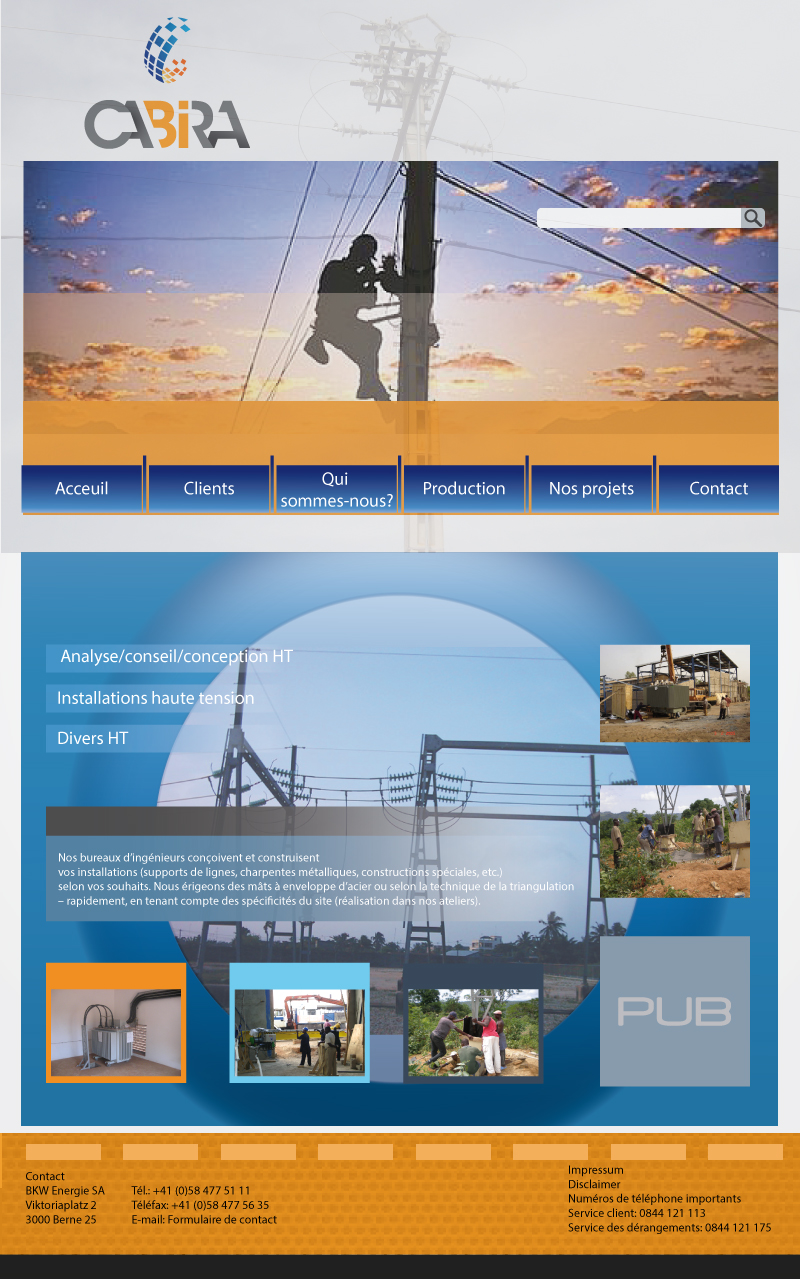 CABiRA
Acceuil
Clients
Qui
sommes-nous?
Production
Nos projets
Contact
Analyse/conseil/conception HT
Installations haute tension
Divers HT
Nos bureaux d'ingénieurs conçoivent et construisent
vos installations (supports de lignes, charpentes métalliques, constructions spéciales, etc.)
selon vos souhaits. Nous érigeons des mâts à enveloppe d'acier ou selon la technique de la triangulation
– rapidement, en tenant compte des spécificités du site (réalisation dans nos ateliers).
PUB
Contact
BKW Energie SA
Viktoriaplatz 2
3000 Berne 25
Tél.: +41 (0)58 477 51 11
Téléfax: +41 (0)58 477 56 35
E-mail: Formulaire de contact
Impressum
Disclaimer
Numéros de téléphone importants
Service client: 0844 121 113
Service des dérangements: 0844 121 175